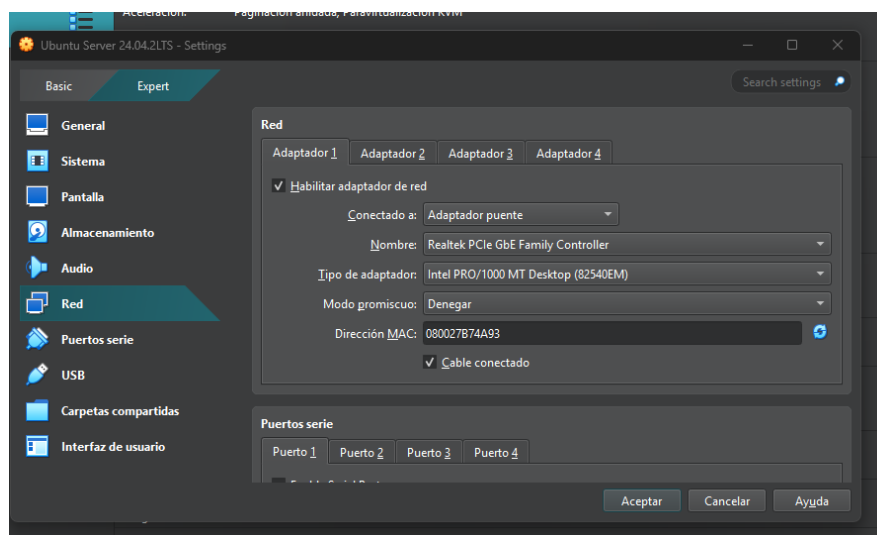 Aceleración: Paginación anidada, Paravirtualización KVM
Ubuntu Server 24.04.2LTS - Settings
Basic Expert
Search settings
General
Sistema
Pantalla
Almacenamiento
Audio
Red
Puertos serie
USB
Carpetas compartidas
Interfaz de usuario
Red
Adaptador 1 Adaptador 2 Adaptador 3 Adaptador 4
Habilitar adaptador de red
Conectado a: Adaptador puente
Nombre: Realtek PCIe GbE Family Controller
Tipo de adaptador: Intel PRO/1000 MT Desktop (82540EM)
Modo promiscuo: Denegar
Dirección MAC: 080027B74A93
Cable conectado
Puertos serie
Puerto 1 Puerto 2 Puerto 3 Puerto 4
Aceptar Cancelar Ayuda